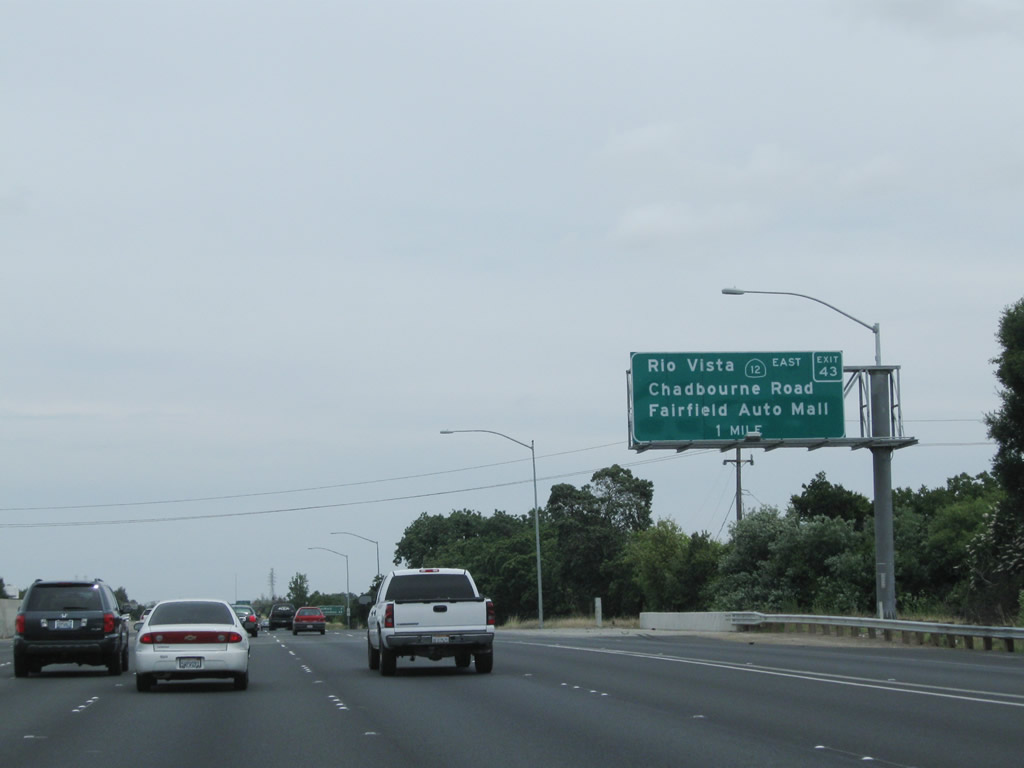 Rio Vista 12 EAST EXIT 43
Chadbourne Road
Fairfield Auto Mall
1 MILE